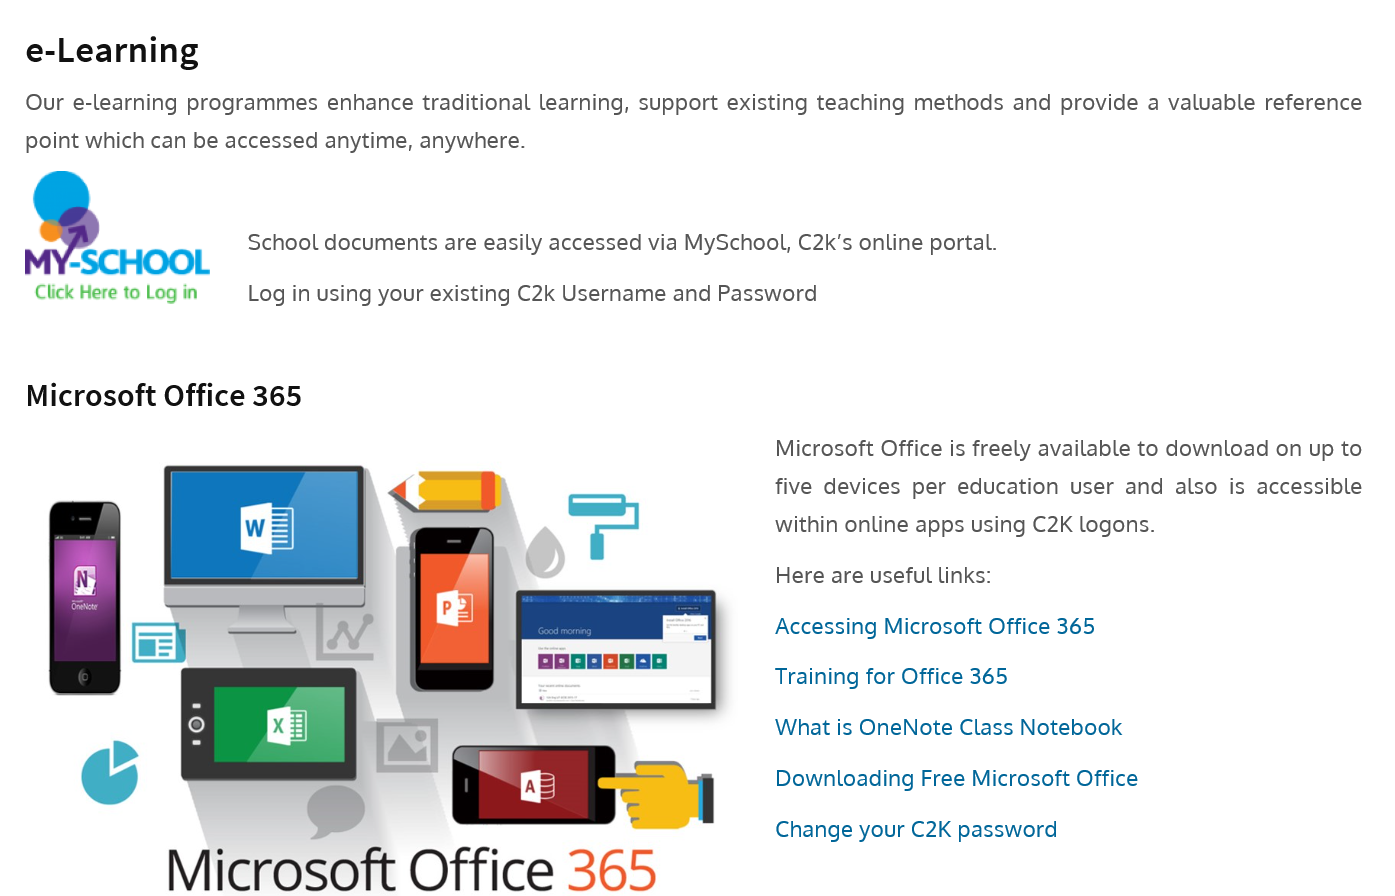 e-Learning
Our e-learning programmes enhance traditional learning, support existing teaching methods and provide a valuable reference
point which can be accessed anytime, anywhere.
MY-SCHOOL
Click Here to Log in
School documents are easily accessed via MySchool, C2k’s online portal.
Log in using your existing C2k Username and Password
Microsoft Office 365
Microsoft Office is freely available to download on up to
five devices per education user and also is accessible
within online apps using C2K logons.
Here are useful links:
Accessing Microsoft Office 365
Training for Office 365
What is OneNote Class Notebook
Downloading Free Microsoft Office
Change your C2K password
N
OneNote
W
P
Good morning
X
A
Microsoft Office 365